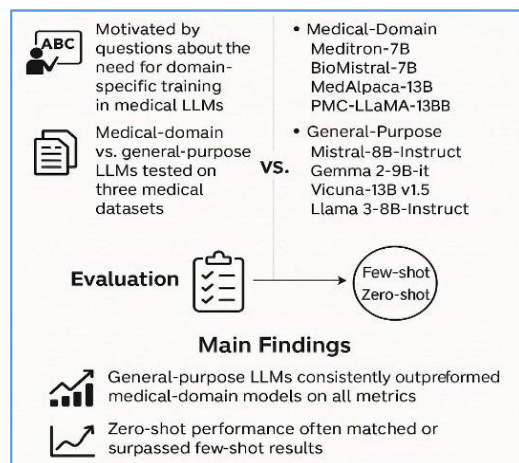 ABC
Motivated by
questions about the
need for domain-
specific training
in medical LLMs
Medical-domain
vs. general-purpose
LLMs tested on
three medical
datasets
VS.
• Medical-Domain
Meditron-7B
BioMistral-7B
MedAlpaca-13B
PMC-LLaMA-13BB
• General-Purpose
Mistral-8B-Instruct
Gemma 2-9B-it
Vicuna-13B v1.5
Llama 3-8B-Instruct
Evaluation
Few-shot
Zero-shot
Main Findings
General-purpose LLMs consistently outpreformed
medical-domain models on all metrics
Zero-shot performance often matched or
surpassed few-shot results